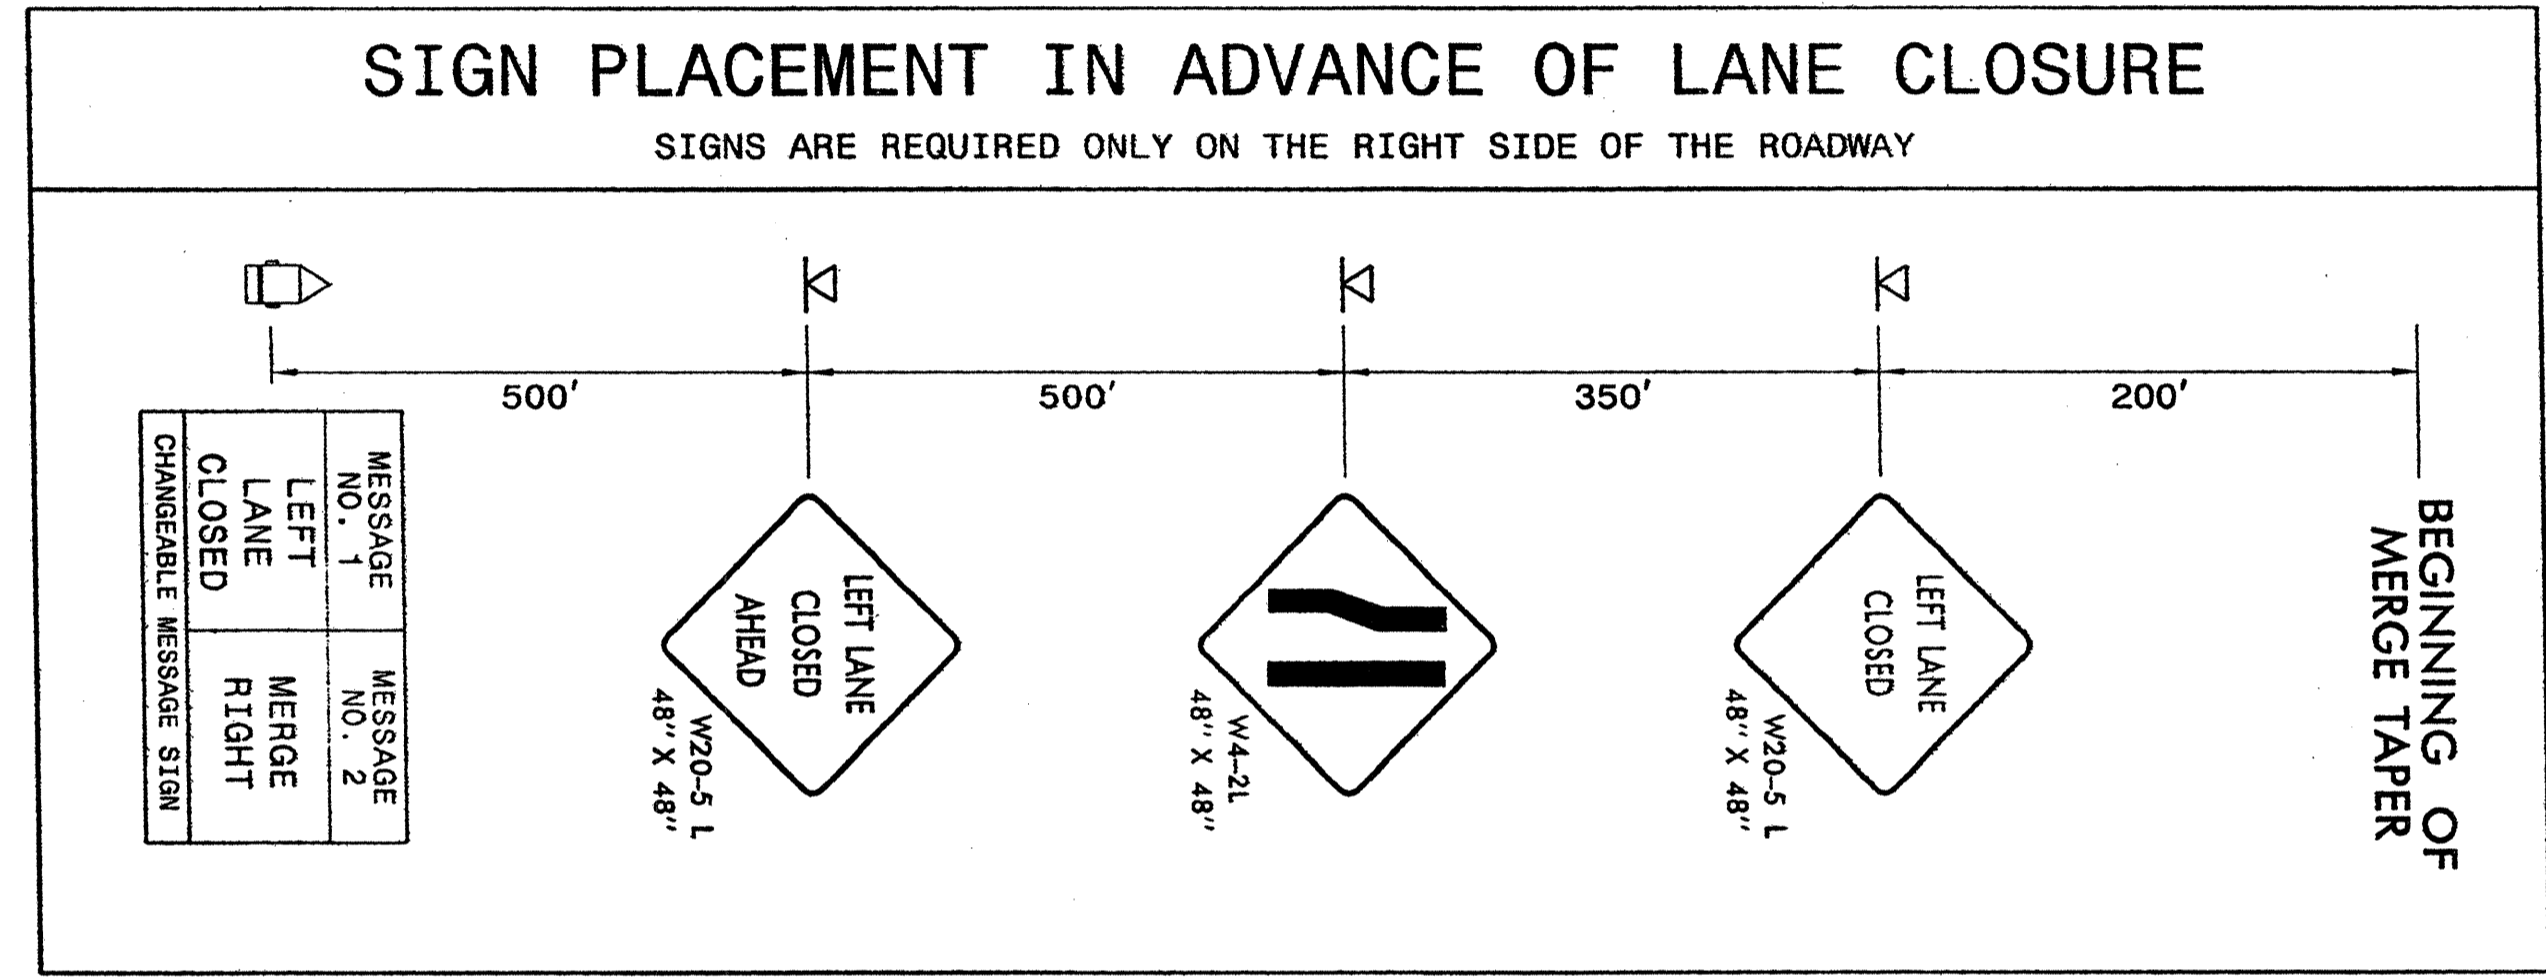 SIGN PLACEMENT IN ADVANCE OF LANE CLOSURE
SIGNS ARE REQUIRED ONLY ON THE RIGHT SIDE OF THE ROADWAY
500'
500'
350'
200'
MESSAGE
NO. 1
LEFT
LANE
CLOSED
MESSAGE
NO. 2
MERGE
RIGHT
CHANGEABLE MESSAGE SIGN
LEFT LANE
CLOSED
AHEAD
W20-5 L
48" X 48"
W4-2L
48" X 48"
LEFT LANE
CLOSED
W20-5 L
48" X 48"
BEGINNING OF
MERGE TAPER